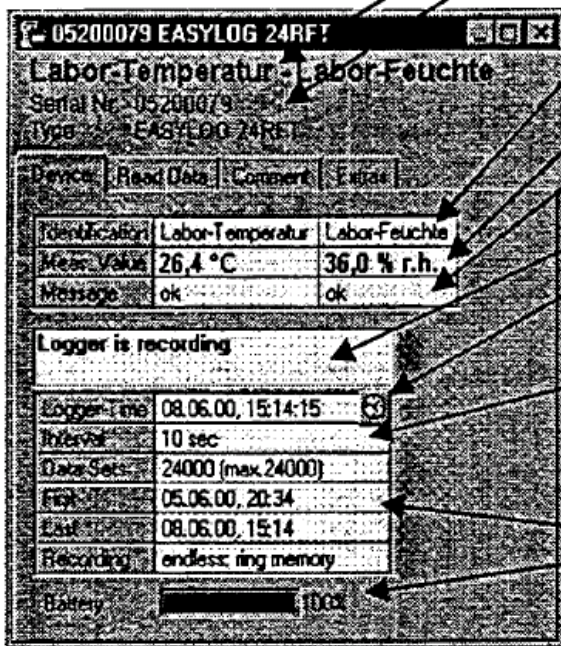 05200079 EASYLOG 24RFT
Labor-Temperatur - Labor-Feuchte
Serial Nr. 05200079
Type EASYLOG 24RFT
Device Read Data Comment Extras
Identification Labor-Temperatur Labor-Feuchte
Meas. Value 26,4 °C 36,0 % r.h.
Message ok ok
Logger is recording
Logger-Time 08.06.00, 15:14:15
Interval 10 sec
Data Sets 24000 (max.24000)
First 05.06.00, 20:34
Last 08.06.00, 15:14
Recording endless; ring memory
Battery 100%